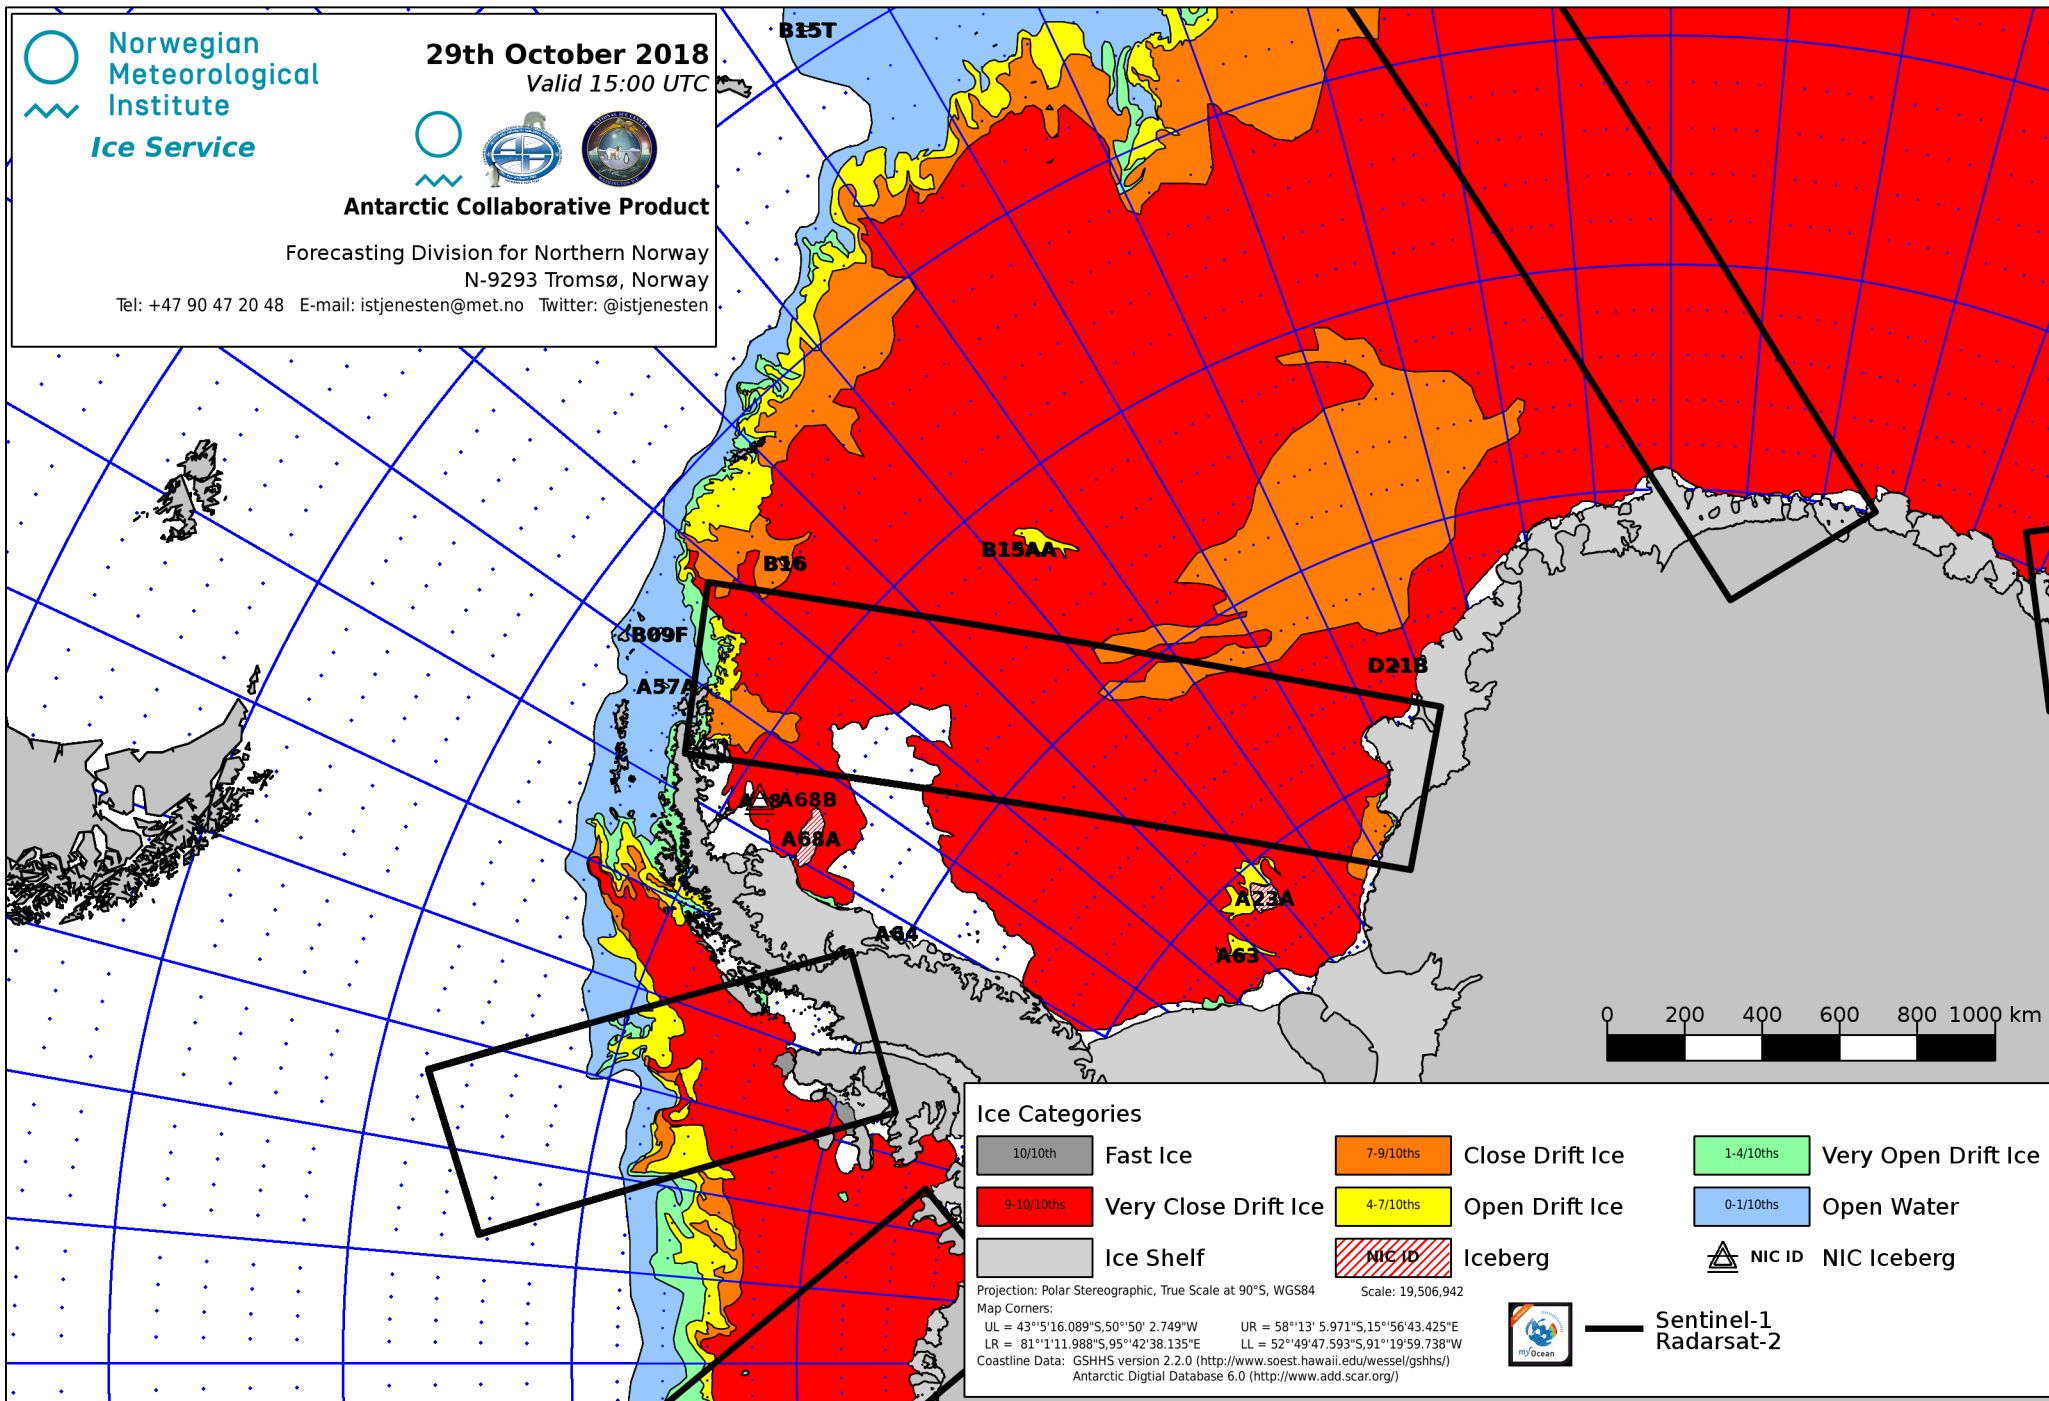 Norwegian
Meteorological
Institute
Ice Service
29th October 2018
Valid 15:00 UTC
Antarctic Collaborative Product
Forecasting Division for Northern Norway
N-9293 Tromsø, Norway
Tel: +47 90 47 20 48 E-mail: istjenesten@met.no Twitter: @istjenesten
B15T
B15AA
B16
B09F
A57A
D21B
A68B
A68A
A64
A23A
A63
0 200 400 600 800 1000 km
Ice Categories
10/10th Fast Ice
7-9/10ths Close Drift Ice
1-4/10ths Very Open Drift Ice
9-10/10ths Very Close Drift Ice
4-7/10ths Open Drift Ice
0-1/10ths Open Water
Ice Shelf
NIC ID Iceberg
NIC ID NIC Iceberg
Projection: Polar Stereographic, True Scale at 90°S, WGS84 Scale: 19,506,942
Map Corners:
UL = 43°'5'16.089"S,50°'50' 2.749"W UR = 58°'13' 5.971"S,15°'56'43.425"E
LR = 81°'1'11.988"S,95°'42'38.135"E LL = 52°'49'47.593"S,91°'19'59.738"W
Coastline Data: GSHHS version 2.2.0 (http://www.soest.hawaii.edu/wessel/gshhs/)
Antarctic Digtial Database 6.0 (http://www.add.scar.org/)
myOcean
Sentinel-1
Radarsat-2